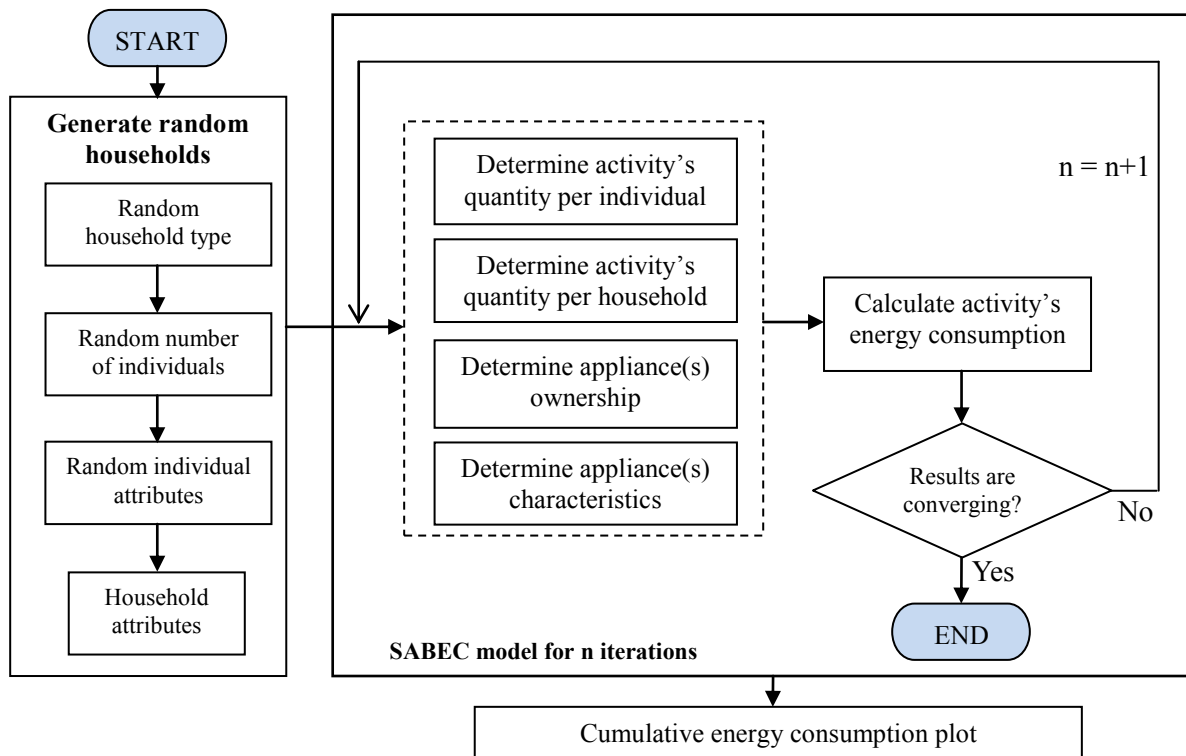 START
Generate random
households
Random
household type
Random number
of individuals
Random individual
attributes
Household
attributes
Determine activity's
quantity per individual
Determine activity's
quantity per household
Determine appliance(s)
ownership
Determine appliance(s)
characteristics
Calculate activity's
energy consumption
n = n+1
Results are
converging?
No
Yes
END
SABEC model for n iterations
Cumulative energy consumption plot